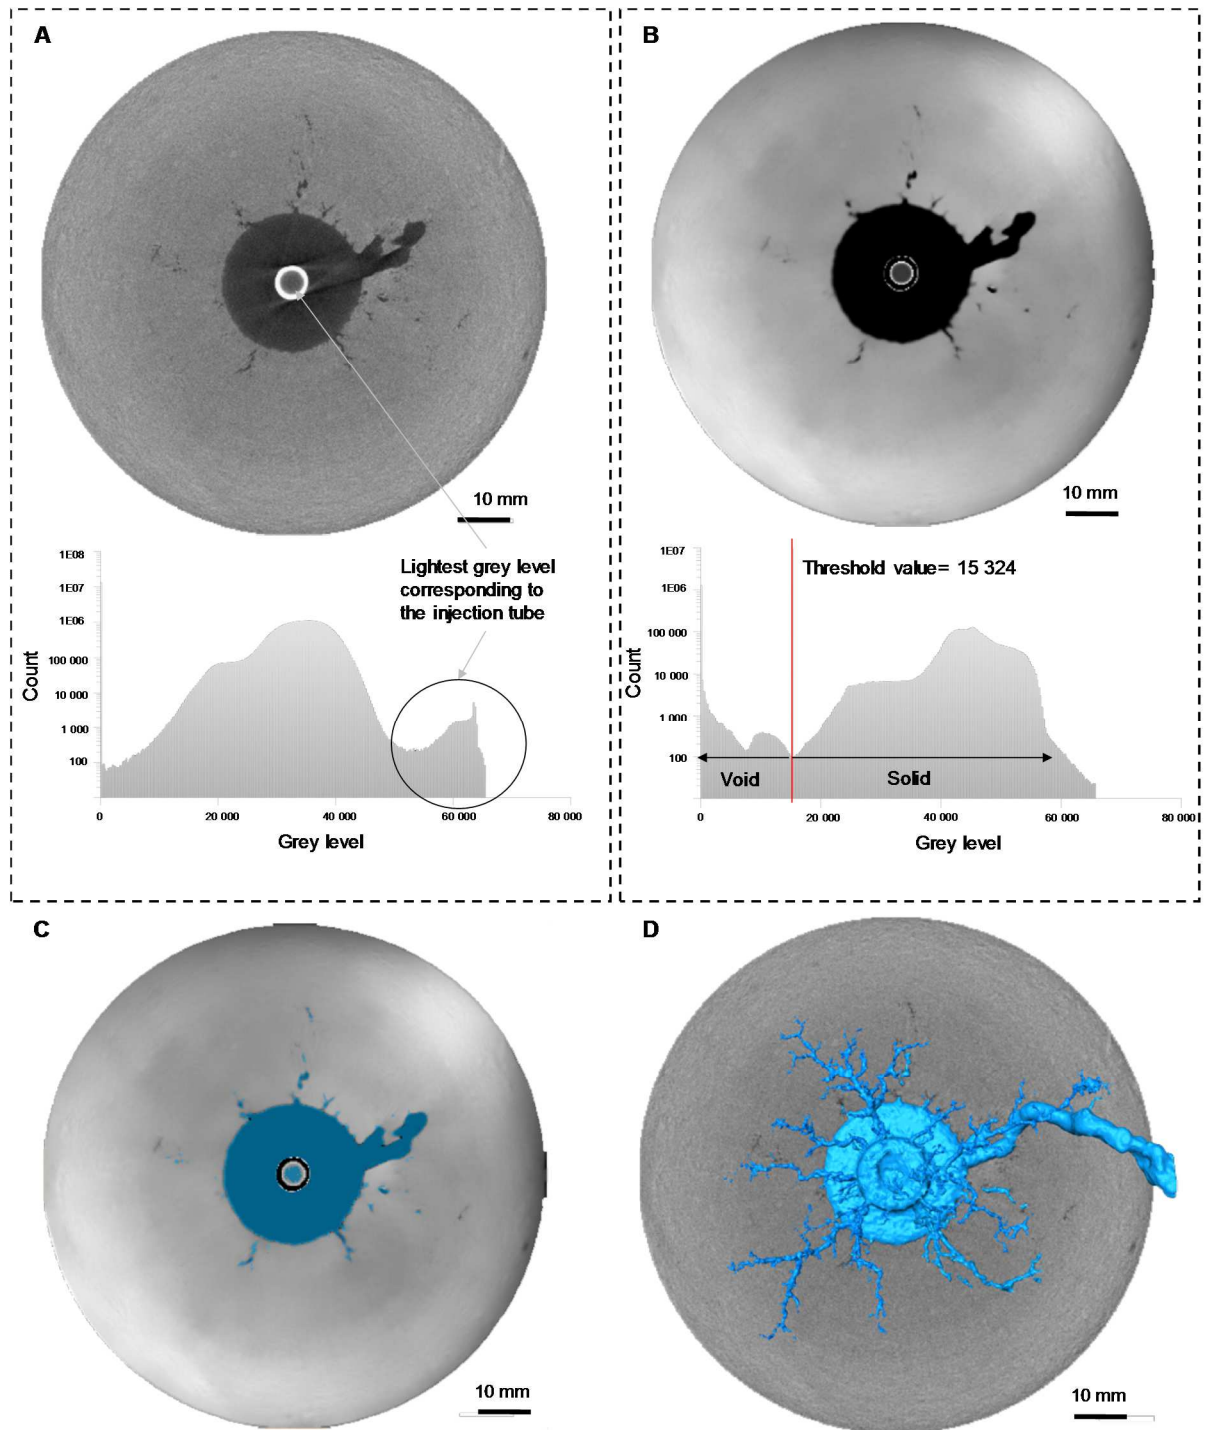 A
10 mm
Lightest grey level
corresponding to
the injection tube
1E08
1E07
1E06
100 000
10 000
1 000
100
Count
0
20 000
40 000
60 000
80 000
Grey level
B
10 mm
Threshold value= 15 324
1E07
1E06
100 000
10 000
1 000
100
Count
Void
Solid
0
20 000
40 000
60 000
80 000
Grey level
C
10 mm
D
10 mm